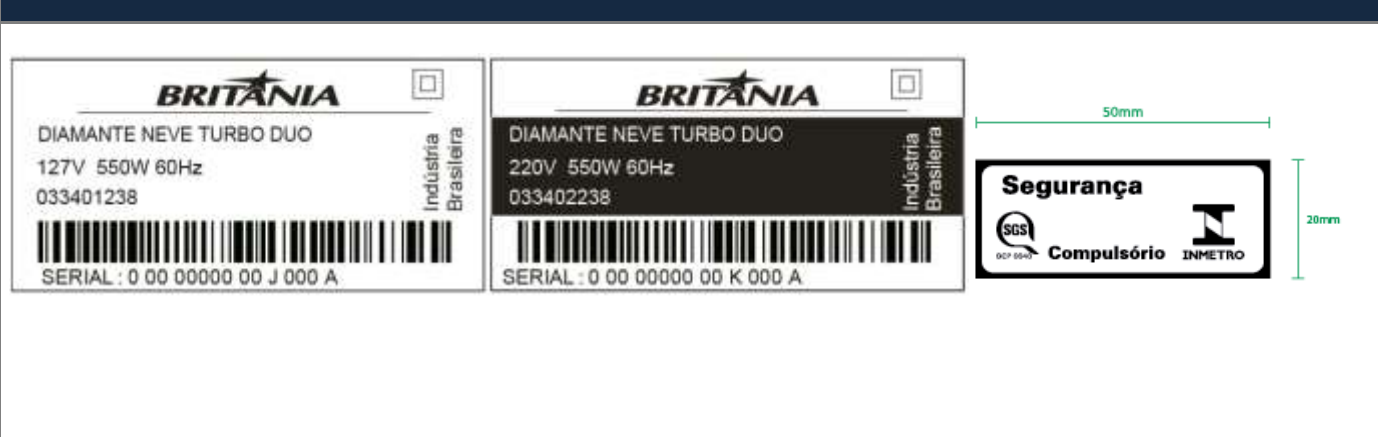 BRITÂNIA
DIAMANTE NEVE TURBO DUO
127V 550W 60Hz
033401238
Indústria
Brasileira
SERIAL : 0 00 00000 00 J 000 A
BRITÂNIA
DIAMANTE NEVE TURBO DUO
220V 550W 60Hz
033402238
Indústria
Brasileira
SERIAL : 0 00 00000 00 K 000 A
50mm
Segurança
SGS
Compulsório
INMETRO
20mm